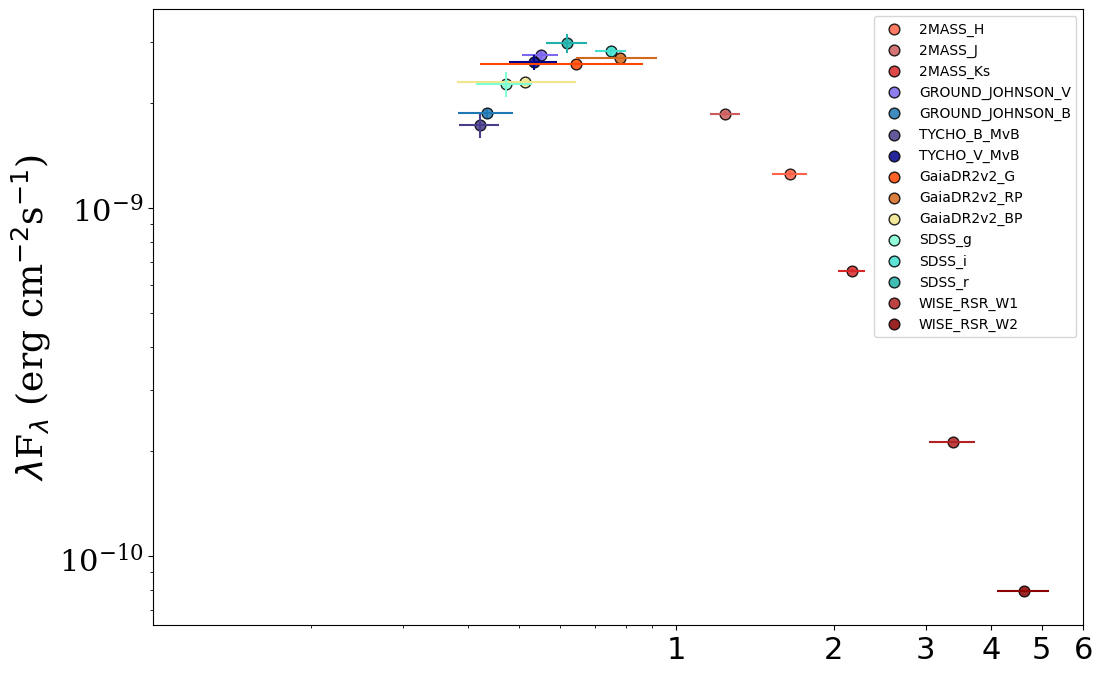 λF_λ (erg cm⁻²s⁻¹)
10⁻⁹
10⁻¹⁰
1 2 3 4 5 6
2MASS_H
2MASS_J
2MASS_Ks
GROUND_JOHNSON_V
GROUND_JOHNSON_B
TYCHO_B_MvB
TYCHO_V_MvB
GaiaDR2v2_G
GaiaDR2v2_RP
GaiaDR2v2_BP
SDSS_g
SDSS_i
SDSS_r
WISE_RSR_W1
WISE_RSR_W2